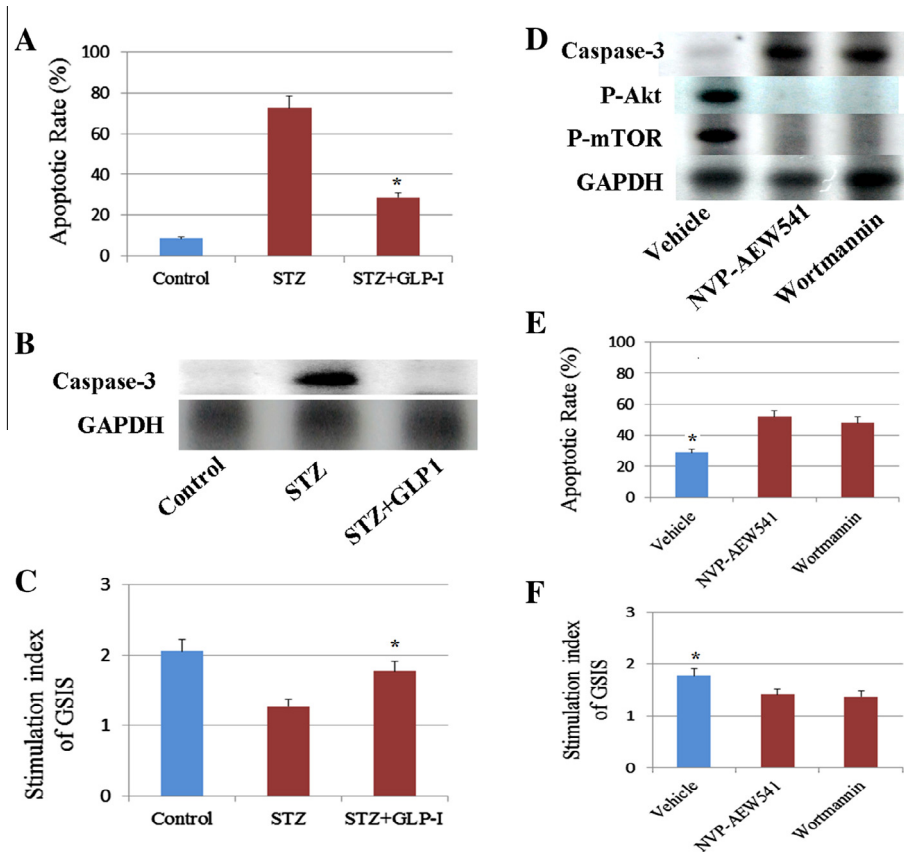 A
Apoptotic Rate (%)
100
80
60
40
20
0
*
Control STZ STZ+GLP-I
B
Caspase-3
GAPDH
Control STZ STZ+GLP1
C
Stimulation index
of GSIS
3
2
1
0
*
Control STZ STZ+GLP-I
D
Caspase-3
P-Akt
P-mTOR
GAPDH
Vehicle NVP-AEW541 Wortmannin
E
Apoptotic Rate (%)
100
80
60
40
20
0
*
Vehicle NVP-AEW541 Wortmannin
F
Stimulation index
of GSIS
3
2
1
0
*
Vehicle NVP-AEW541 Wortmannin